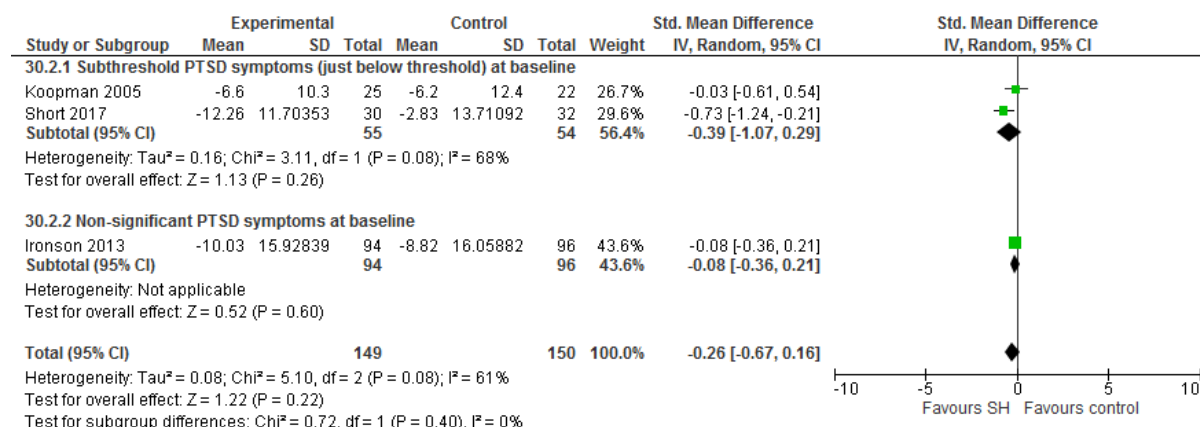 Experimental Control Std. Mean Difference Std. Mean Difference
Study or Subgroup Mean SD Total Mean SD Total Weight IV, Random, 95% CI IV, Random, 95% CI
30.2.1 Subthreshold PTSD symptoms (just below threshold) at baseline
Koopman 2005 -6.6 10.3 25 -6.2 12.4 22 26.7% -0.03 [-0.61, 0.54]
Short 2017 -12.26 11.70353 30 -2.83 13.71092 32 29.6% -0.73 [-1.24, -0.21]
Subtotal (95% CI) 55 54 56.4% -0.39 [-1.07, 0.29]
Heterogeneity: Tau² = 0.16; Chi² = 3.11, df = 1 (P = 0.08); I² = 68%
Test for overall effect: Z = 1.13 (P = 0.26)
30.2.2 Non-significant PTSD symptoms at baseline
Ironson 2013 -10.03 15.92839 94 -8.82 16.05882 96 43.6% -0.08 [-0.36, 0.21]
Subtotal (95% CI) 94 96 43.6% -0.08 [-0.36, 0.21]
Heterogeneity: Not applicable
Test for overall effect: Z = 0.52 (P = 0.60)
Total (95% CI) 149 150 100.0% -0.26 [-0.67, 0.16]
Heterogeneity: Tau² = 0.08; Chi² = 5.10, df = 2 (P = 0.08); I² = 61%
Test for overall effect: Z = 1.22 (P = 0.22)
Test for subgroup differences: Chi² = 0.72, df = 1 (P = 0.40), I² = 0%
-10 -5 0 5 10
Favours SH Favours control